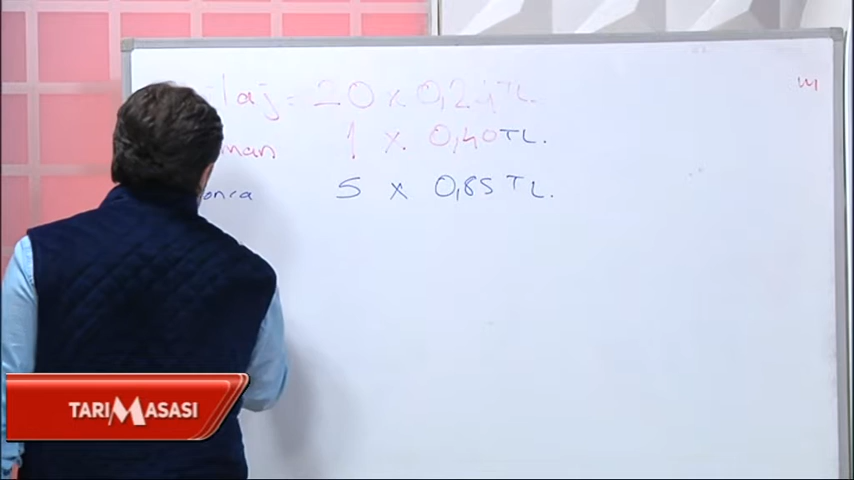 laj = 20 x 0,24 TL.
man 1 x 0,40 TL.
onca 5 x 0,85 TL.
TARIMASASI